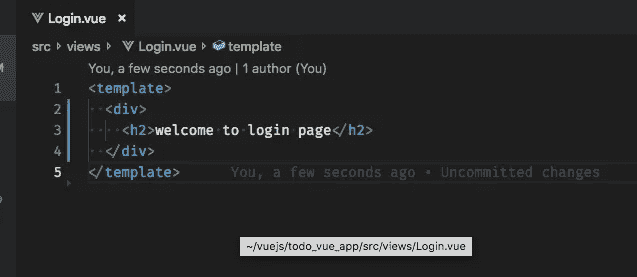 Login.vue ×
src > views > Login.vue > template
You, a few seconds ago | 1 author (You)
1 <template>
2 <div>
3 <h2>welcome to login page</h2>
4 </div>
5 </template> You, a few seconds ago • Uncommitted changes
~/vuejs/todo_vue_app/src/views/Login.vue